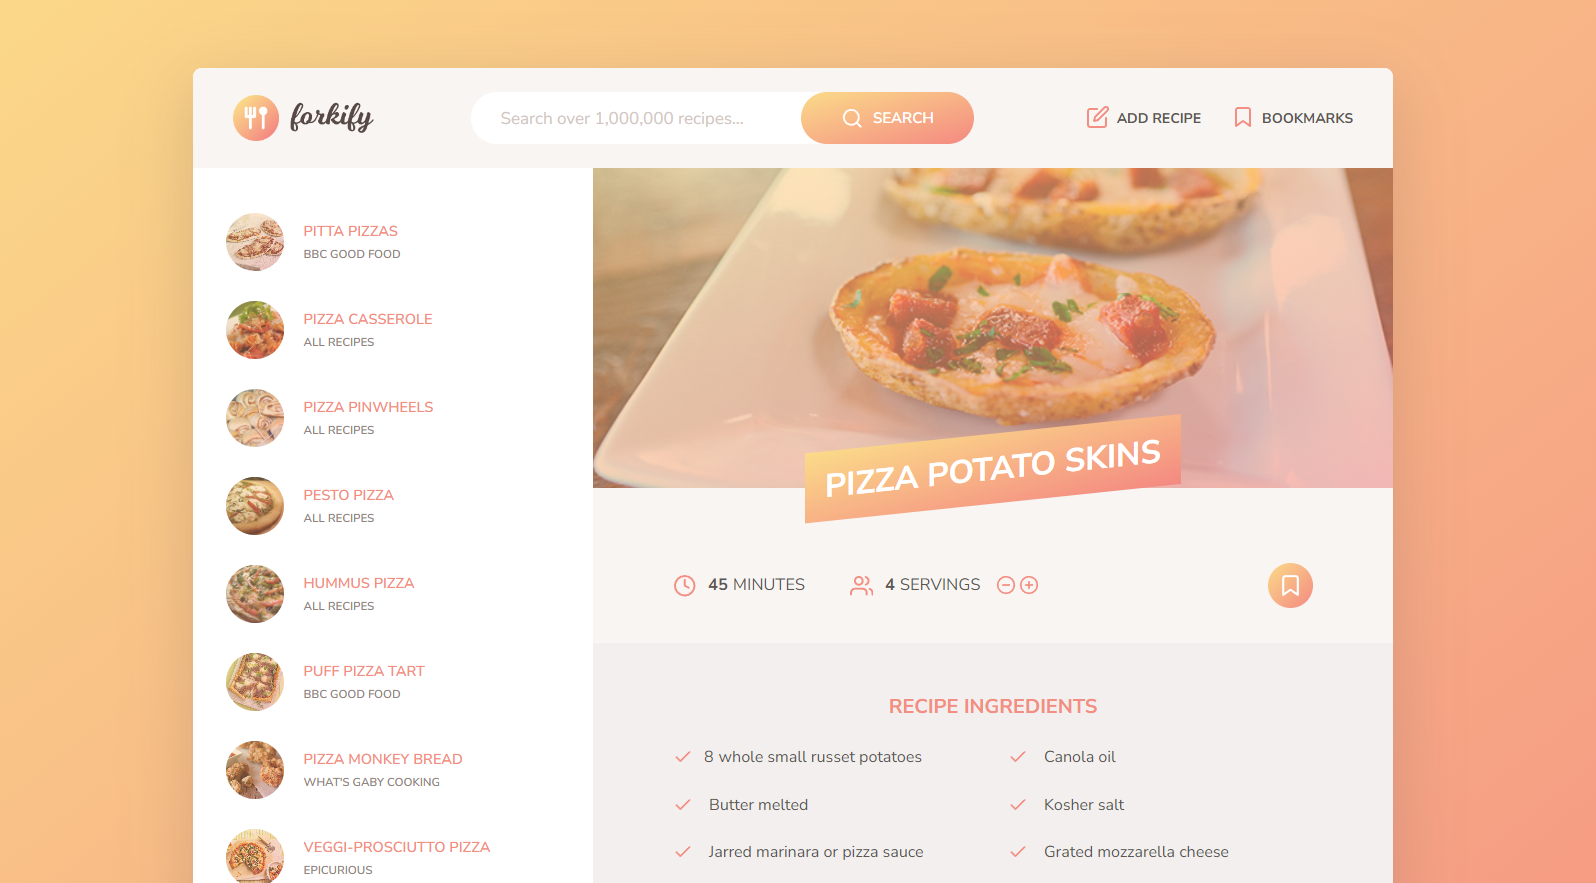 forkify
Search over 1,000,000 recipes...
SEARCH
ADD RECIPE
BOOKMARKS
PITTA PIZZAS
BBC GOOD FOOD
PIZZA CASSEROLE
ALL RECIPES
PIZZA PINWHEELS
ALL RECIPES
PESTO PIZZA
ALL RECIPES
HUMMUS PIZZA
ALL RECIPES
PUFF PIZZA TART
BBC GOOD FOOD
PIZZA MONKEY BREAD
WHAT'S GABY COOKING
VEGGI-PROSCIUTTO PIZZA
EPICURIOUS
PIZZA POTATO SKINS
45 MINUTES
4 SERVINGS
RECIPE INGREDIENTS
8 whole small russet potatoes
Canola oil
Butter melted
Kosher salt
Jarred marinara or pizza sauce
Grated mozzarella cheese